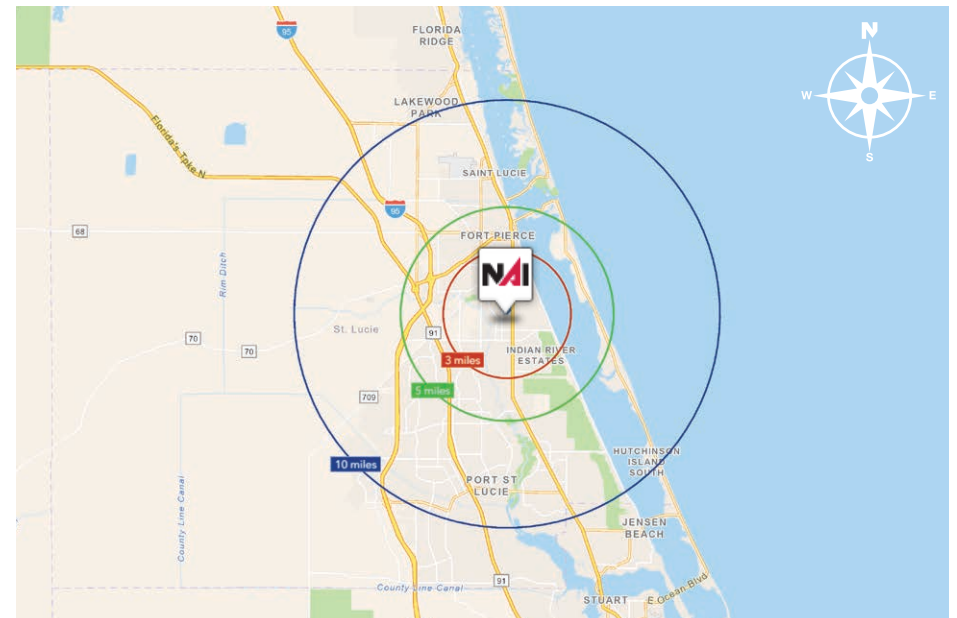 95
FLORIDA
RIDGE
N
W
E
S
LAKEWOOD
PARK
Florida's Tpke N
SAINT LUCIE
95
68
FORT PIERCE
NAI
Rim Ditch
St. Lucie
91
70
70
INDIAN RIVER
ESTATES
3 miles
5 miles
709
10 miles
HUTCHINSON
ISLAND
SOUTH
PORT ST
LUCIE
County Line Canal
JENSEN
BEACH
County Line Canal
91
STUART
E Ocean Blvd